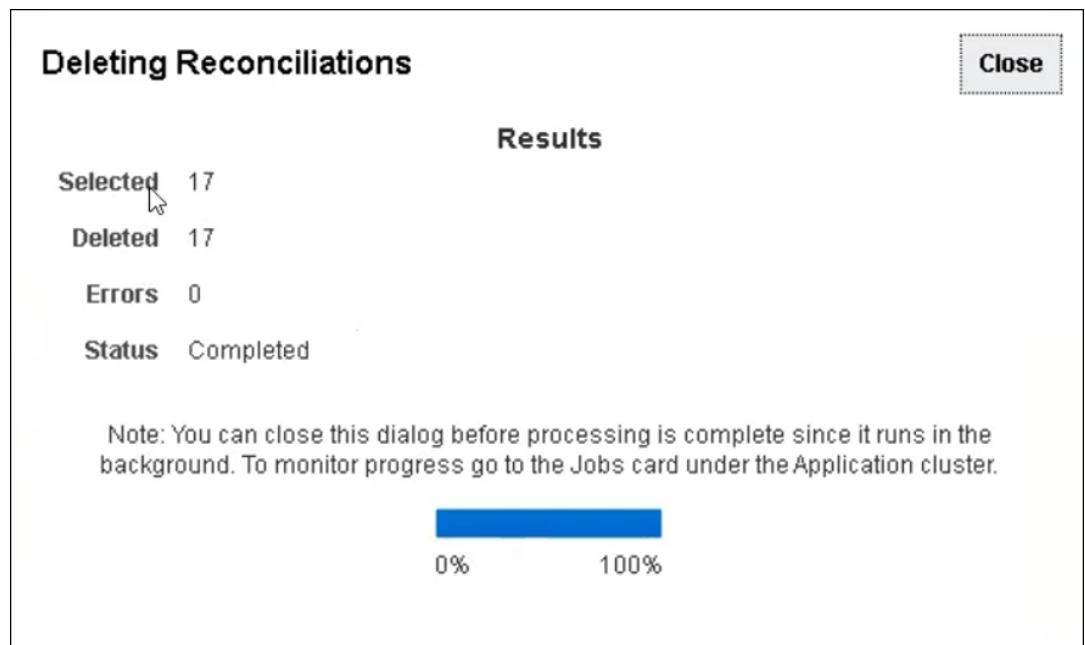 Deleting Reconciliations
Close
Results
Selected 17
Deleted 17
Errors 0
Status Completed
Note: You can close this dialog before processing is complete since it runs in the
background. To monitor progress go to the Jobs card under the Application cluster.
0% 100%